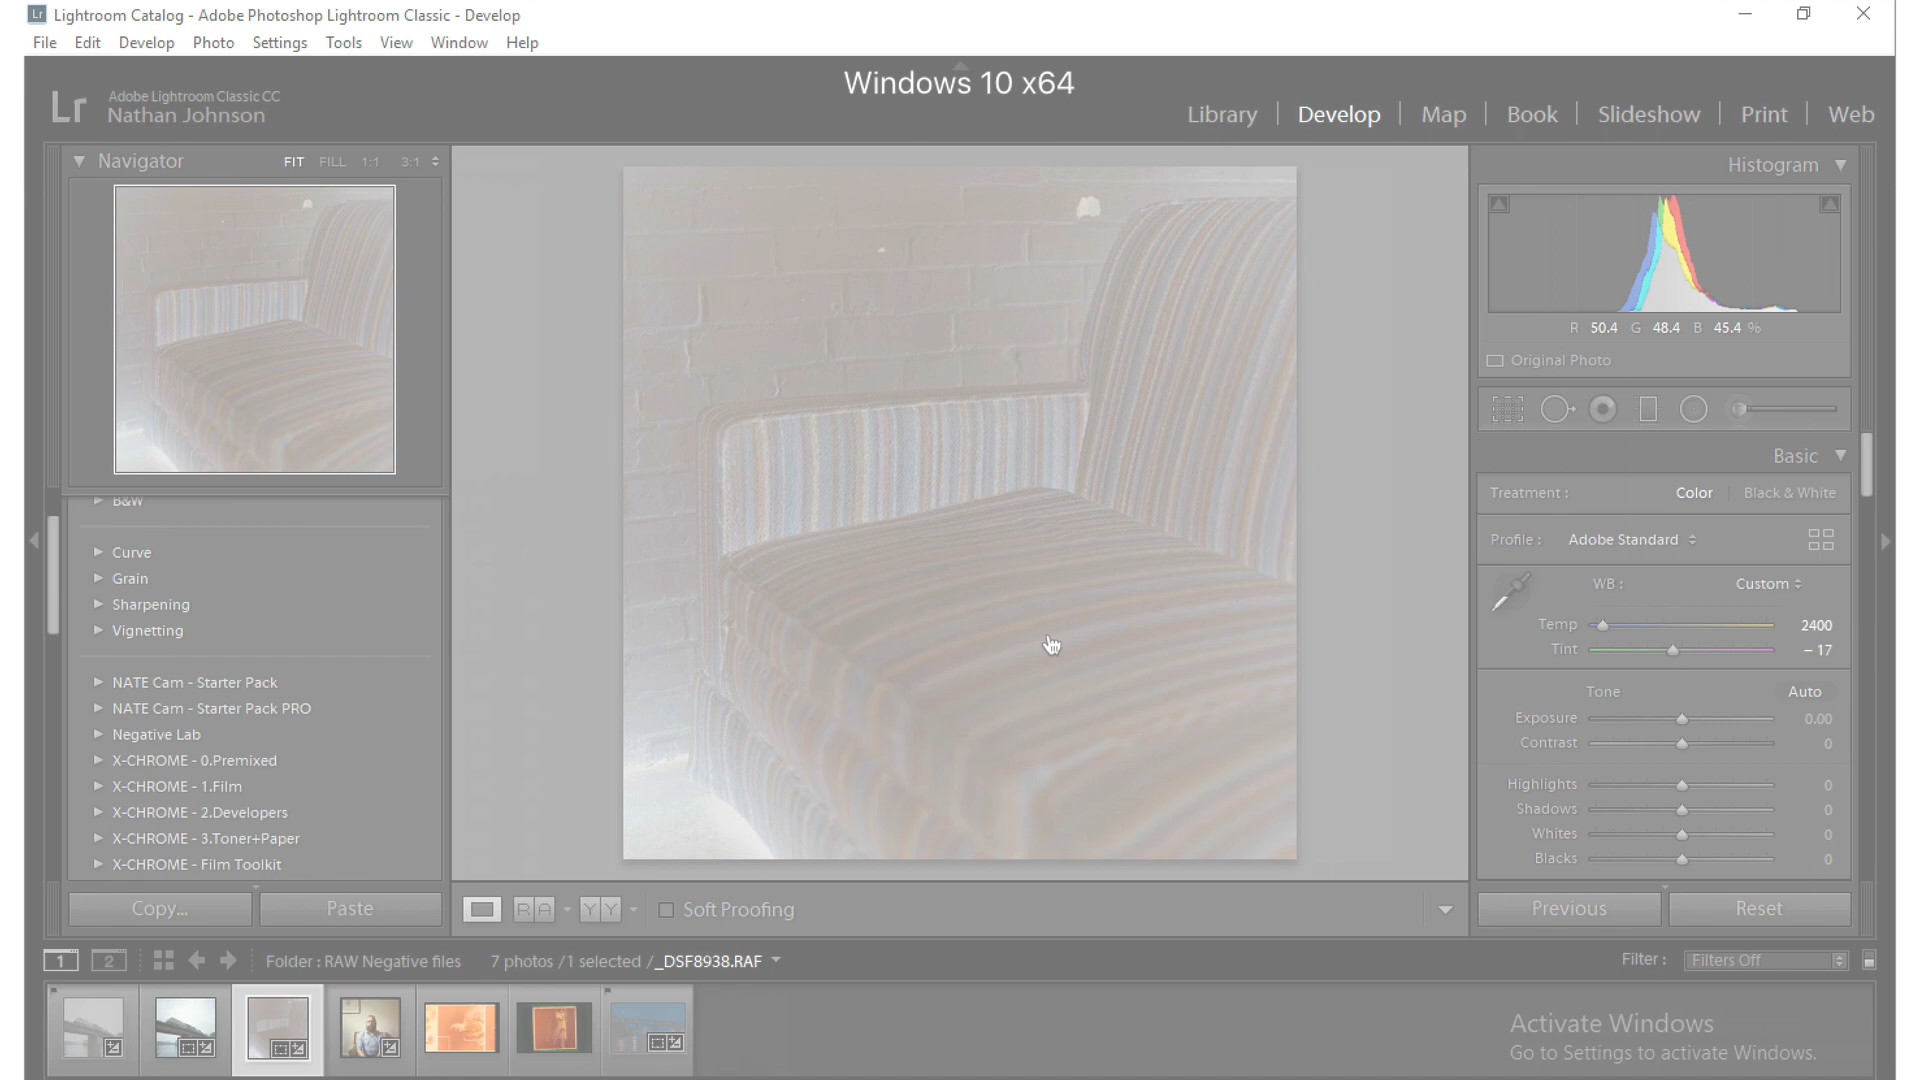 Lr Lightroom Catalog - Adobe Photoshop Lightroom Classic - Develop
File Edit Develop Photo Settings Tools View Window Help
Windows 10 x64
Lr Adobe Lightroom Classic CC
Nathan Johnson
Library | Develop | Map | Book | Slideshow | Print | Web
Navigator FIT FILL 1:1 3:1
B&W
Curve
Grain
Sharpening
Vignetting
NATE Cam - Starter Pack
NATE Cam - Starter Pack PRO
Negative Lab
X-CHROME - 0.Premixed
X-CHROME - 1.Film
X-CHROME - 2.Developers
X-CHROME - 3.Toner+Paper
X-CHROME - Film Toolkit
Copy... Paste
R A Y Y Soft Proofing
Histogram
R 50.4 G 48.4 B 45.4 %
Original Photo
Basic
Treatment : Color Black & White
Profile : Adobe Standard
WB : Custom
Temp 2400
Tint – 17
Tone Auto
Exposure 0.00
Contrast 0
Highlights 0
Shadows 0
Whites 0
Blacks 0
Previous Reset
1 2 Folder : RAW Negative files 7 photos /1 selected /_DSF8938.RAF Filter : Filters Off
Activate Windows
Go to Settings to activate Windows.